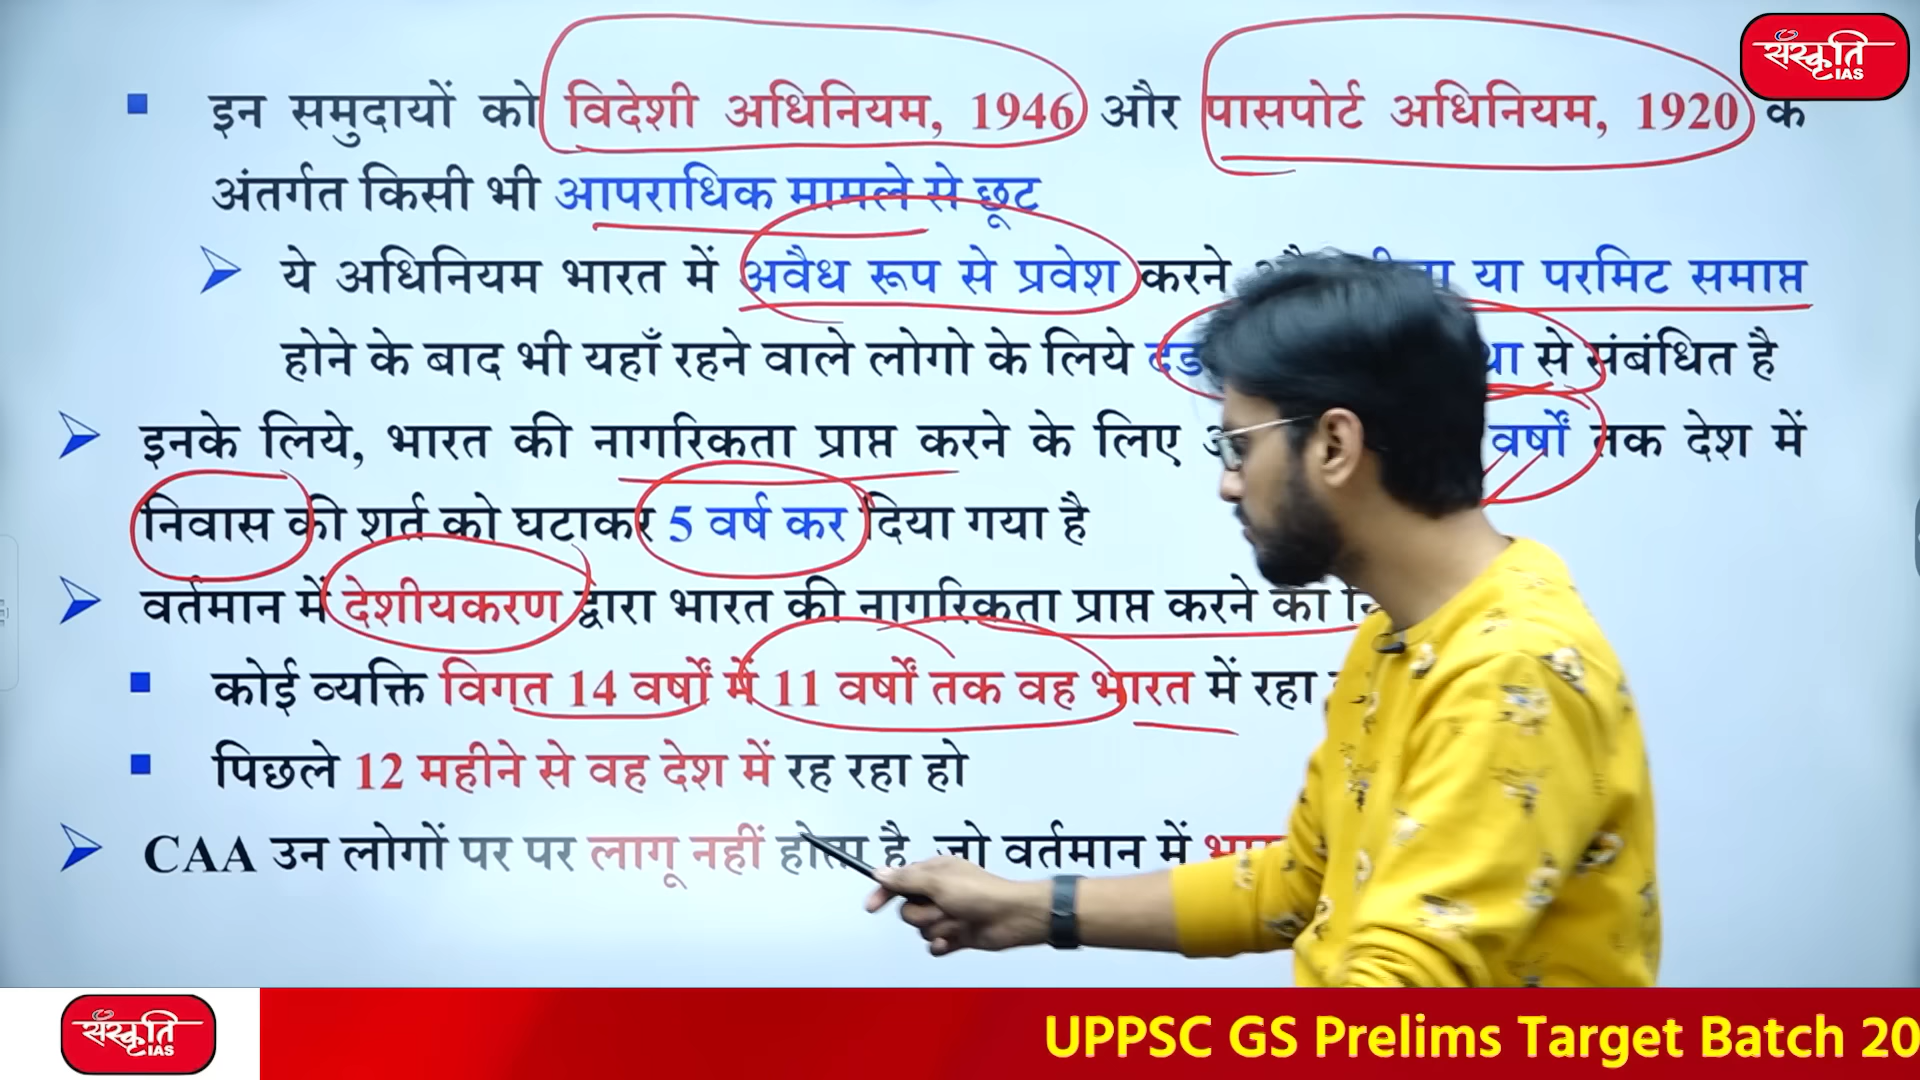 संस्कृति
IAS
इन समुदायों को विदेशी अधिनियम, 1946 और पासपोर्ट अधिनियम, 1920 के
अंतर्गत किसी भी आपराधिक मामले से छूट
ये अधिनियम भारत में अवैध रूप से प्रवेश करने या परमिट समाप्त
होने के बाद भी यहाँ रहने वाले लोगो के लिये से संबंधित है
इनके लिये, भारत की नागरिकता प्राप्त करने के लिए वर्षों तक देश में
निवास की शर्त को घटाकर 5 वर्ष कर दिया गया है
वर्तमान में देशीयकरण द्वारा भारत की नागरिकता प्राप्त करने का
कोई व्यक्ति विगत 14 वर्षों में 11 वर्षों तक वह भारत में रहा
पिछले 12 महीने से वह देश में रह रहा हो
CAA उन लोगों पर पर लागू नहीं होता है, जो वर्तमान में
संस्कृति
IAS
UPPSC GS Prelims Target Batch 20